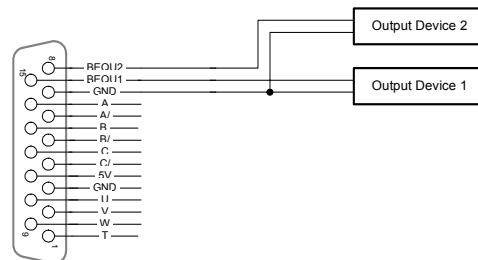 Output Device 2
Output Device 1
8
15
BEQU2
BEQU1
GND
A
A/
B
B/
C
C/
5V
GND
U
V
W
T
9
1